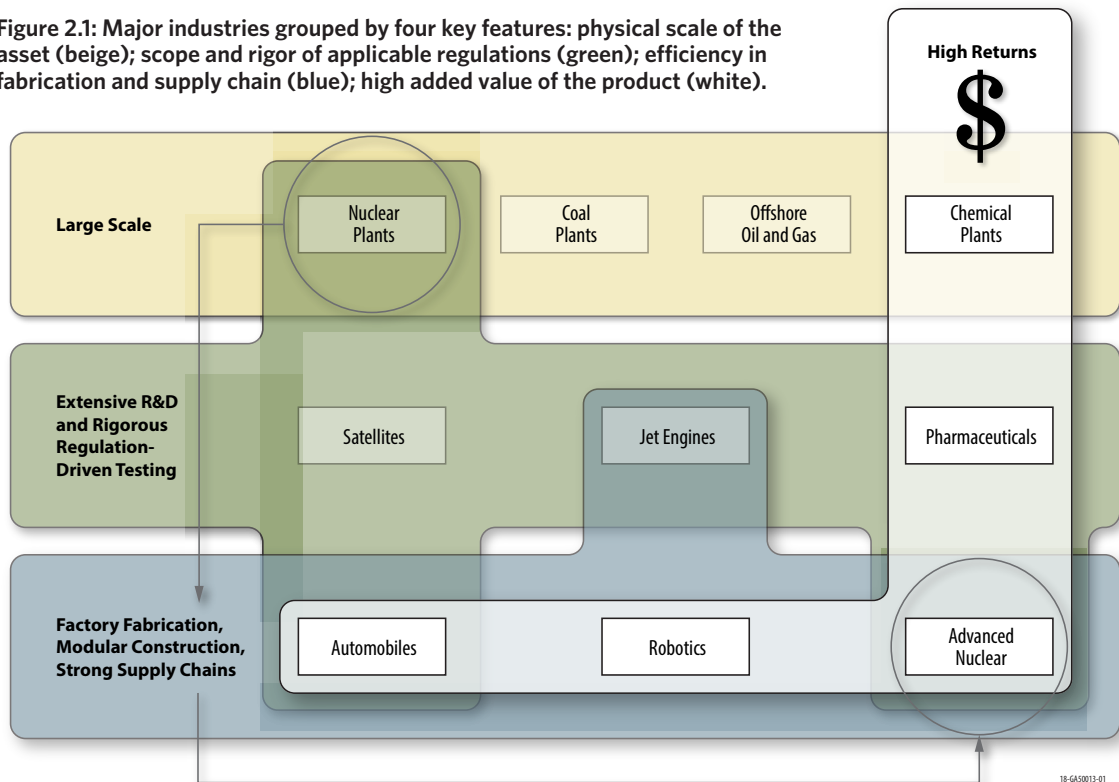 Figure 2.1: Major industries grouped by four key features: physical scale of the
asset (beige); scope and rigor of applicable regulations (green); efficiency in
fabrication and supply chain (blue); high added value of the product (white).
High Returns
$
Large Scale
Nuclear
Plants
Coal
Plants
Offshore
Oil and Gas
Chemical
Plants
Extensive R&D
and Rigorous
Regulation-
Driven Testing
Satellites
Jet Engines
Pharmaceuticals
Factory Fabrication,
Modular Construction,
Strong Supply Chains
Automobiles
Robotics
Advanced
Nuclear
18-GA50013-01